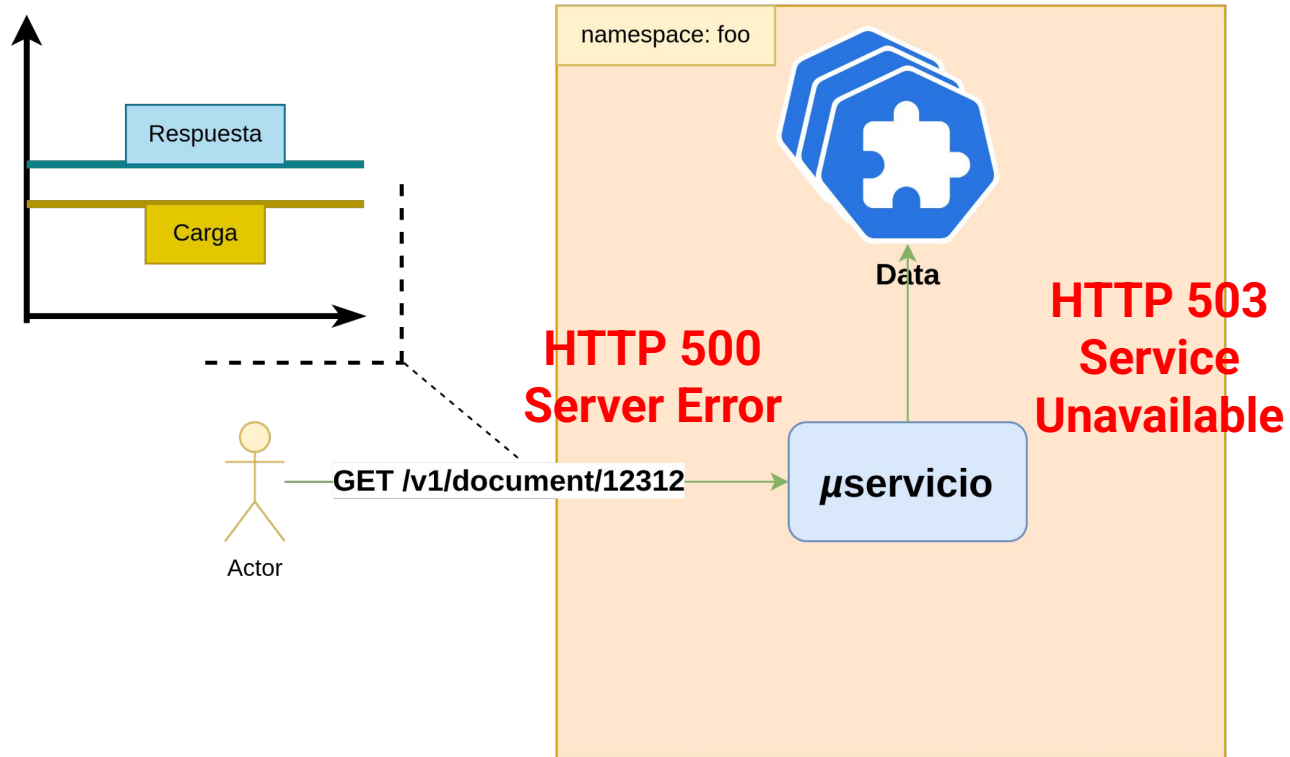 namespace: foo
Respuesta
Carga
Data
HTTP 500
Server Error
HTTP 503
Service
Unavailable
GET /v1/document/12312
µservicio
Actor